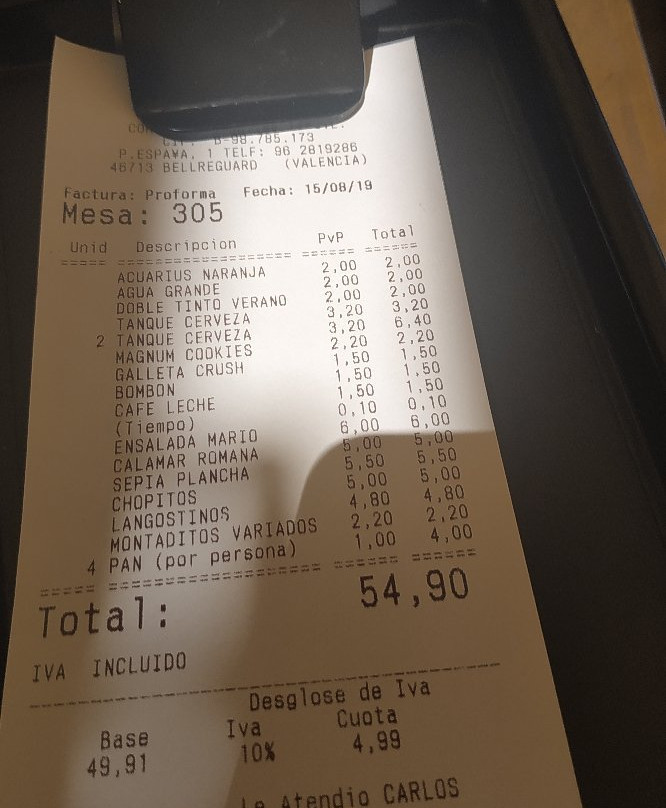 B-98.785.173
P.ESPAÑA, 1 TELF: 96 2819286
46713 BELLREGUARD (VALENCIA)
Factura: Proforma Fecha: 15/08/19
Mesa: 305
Unid Descripcion PvP Total
ACUARIUS NARANJA 2,00 2,00
AGUA GRANDE 2,00 2,00
DOBLE TINTO VERANO 2,00 2,00
TANQUE CERVEZA 3,20 3,20
2 TANQUE CERVEZA 3,20 6,40
MAGNUM COOKIES 2,20 2,20
GALLETA CRUSH 1,50 1,50
BOMBON 1,50 1,50
CAFE LECHE 1,50 1,50
(Tiempo) 0,10 0,10
ENSALADA MARIO 6,00 6,00
CALAMAR ROMANA 5,00 5,00
SEPIA PLANCHA 5,50 5,50
CHOPITOS 5,00 5,00
LANGOSTINOS 4,80 4,80
MONTADITOS VARIADOS 2,20 2,20
4 PAN (por persona) 1,00 4,00
Total: 54,90
IVA INCLUIDO
Desglose de Iva
Base Iva Cuota
49,91 10% 4,99
Le Atendio CARLOS